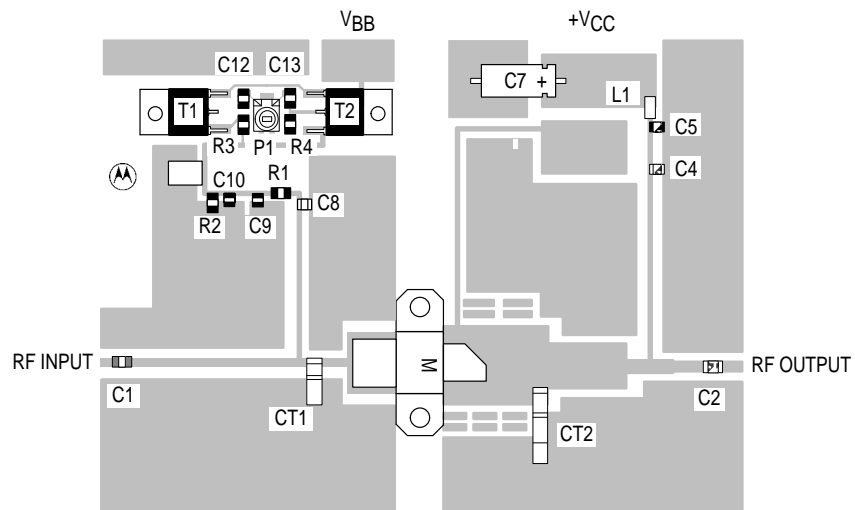 VBB +VCC
C12 C13
C7 +
L1
T1 T2
C5
R3 P1 R4
C4
R1
C10
C8
R2 C9
M
RF INPUT RF OUTPUT
C1 C2
CT1
CT2